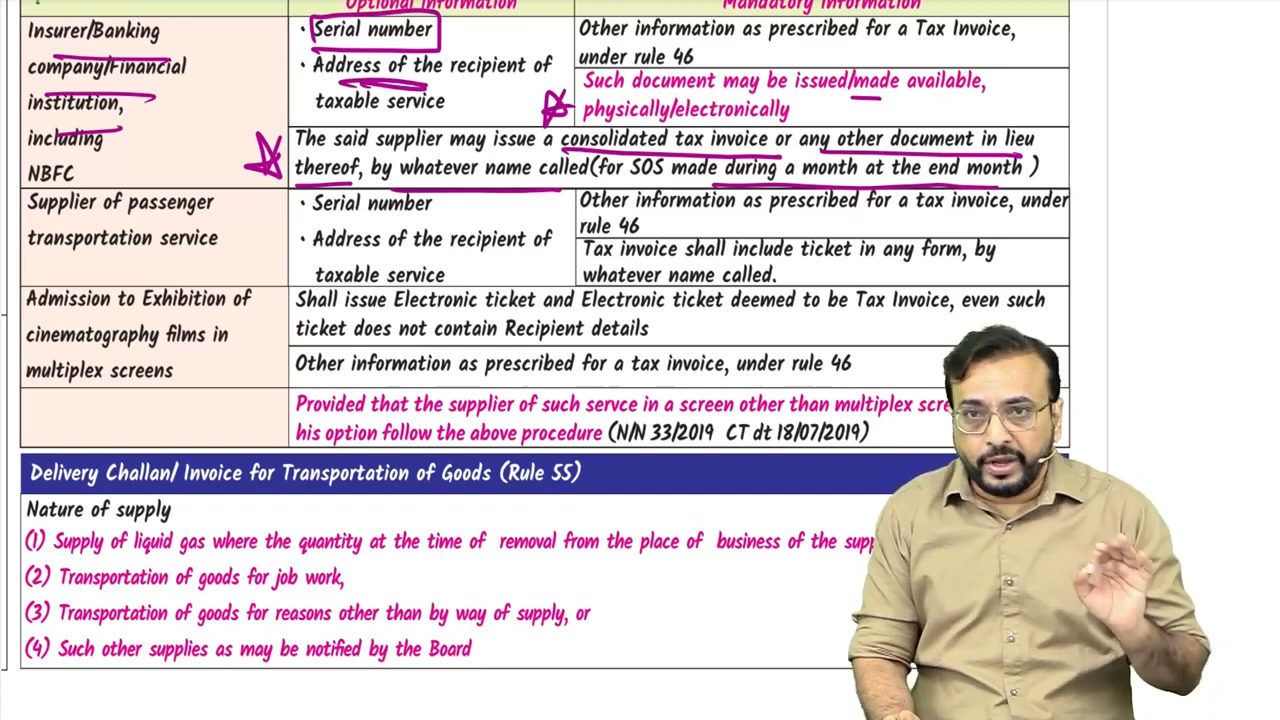 Optional Information
Mandatory Information
Insurer/Banking
company/Financial
institution,
including
NBFC
• Serial number
• Address of the recipient of
taxable service
Other information as prescribed for a Tax Invoice,
under rule 46
Such document may be issued/made available,
physically/electronically
The said supplier may issue a consolidated tax invoice or any other document in lieu
thereof, by whatever name called(for SOS made during a month at the end month )
Supplier of passenger
transportation service
• Serial number
• Address of the recipient of
taxable service
Other information as prescribed for a tax invoice, under
rule 46
Tax invoice shall include ticket in any form, by
whatever name called.
Admission to Exhibition of
cinematography films in
multiplex screens
Shall issue Electronic ticket and Electronic ticket deemed to be Tax Invoice, even such
ticket does not contain Recipient details
Other information as prescribed for a tax invoice, under rule 46
Provided that the supplier of such servce in a screen other than multiplex
his option follow the above procedure (N/N 33/2019 CT dt 18/07/2019)
Delivery Challan/ Invoice for Transportation of Goods (Rule 55)
Nature of supply
(1) Supply of liquid gas where the quantity at the time of removal from the place of business of the
(2) Transportation of goods for job work,
(3) Transportation of goods for reasons other than by way of supply, or
(4) Such other supplies as may be notified by the Board